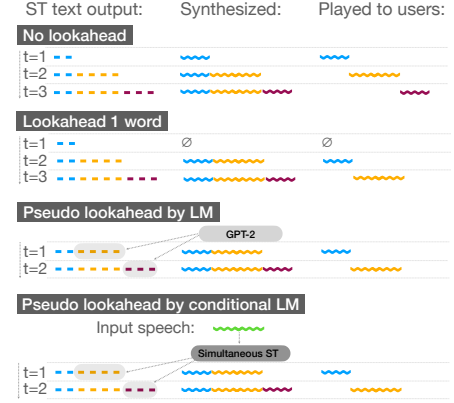 ST text output: Synthesized: Played to users:
No lookahead
t=1
t=2
t=3
Lookahead 1 word
t=1 ∅ ∅
t=2
t=3
Pseudo lookahead by LM
GPT-2
t=1
t=2
Pseudo lookahead by conditional LM
Input speech:
Simultaneous ST
t=1
t=2